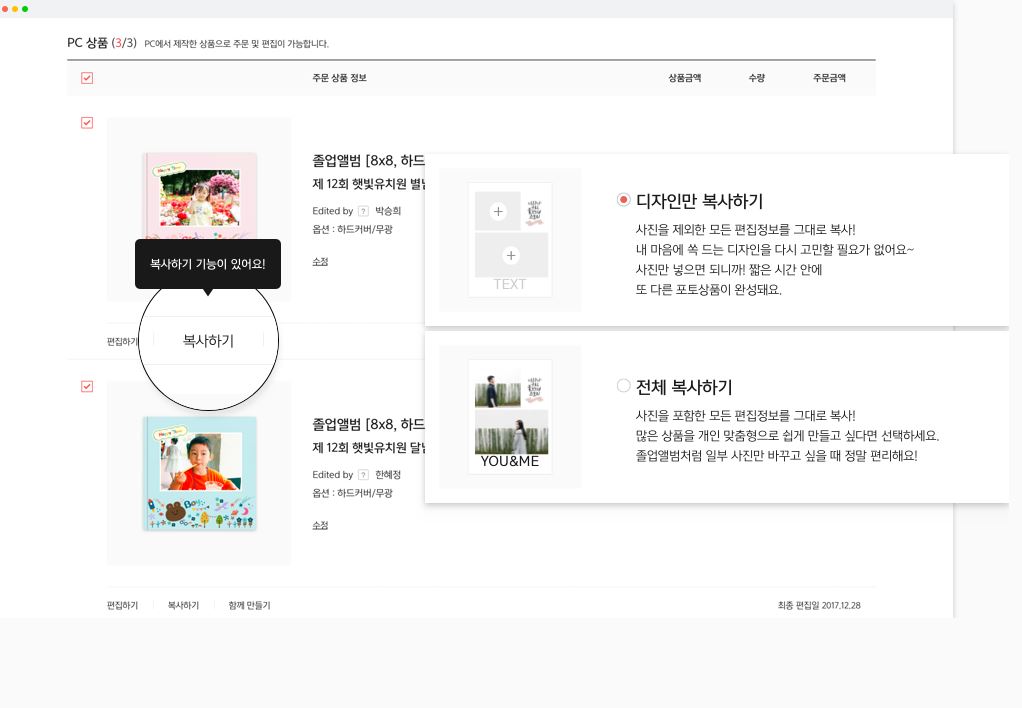 PC 상품 (3/3) PC에서 제작한 상품으로 주문 및 편집이 가능합니다.
주문 상품 정보 상품금액 수량 주문금액
졸업앨범 [8x8, 하드
제 12회 햇빛유치원 별님
Edited by ? 박승희
옵션 : 하드커버/무광
수정
Happy Time
복사하기 기능이 있어요!
편집하기
복사하기
TEXT
디자인만 복사하기
사진을 제외한 모든 편집정보를 그대로 복사!
내 마음에 쏙 드는 디자인을 다시 고민할 필요가 없어요~
사진만 넣으면 되니까! 짧은 시간 안에
또 다른 포토상품이 완성돼요.
YOU&ME
전체 복사하기
사진을 포함한 모든 편집정보를 그대로 복사!
많은 상품을 개인 맞춤형으로 쉽게 만들고 싶다면 선택하세요.
졸업앨범처럼 일부 사진만 바꾸고 싶을 때 정말 편리해요!
Happy Time
Boy
졸업앨범 [8x8, 하드
제 12회 햇빛유치원 달님
Edited by ? 한혜정
옵션 : 하드커버/무광
수정
편집하기 복사하기 함께 만들기 최종 편집일 2017.12.28